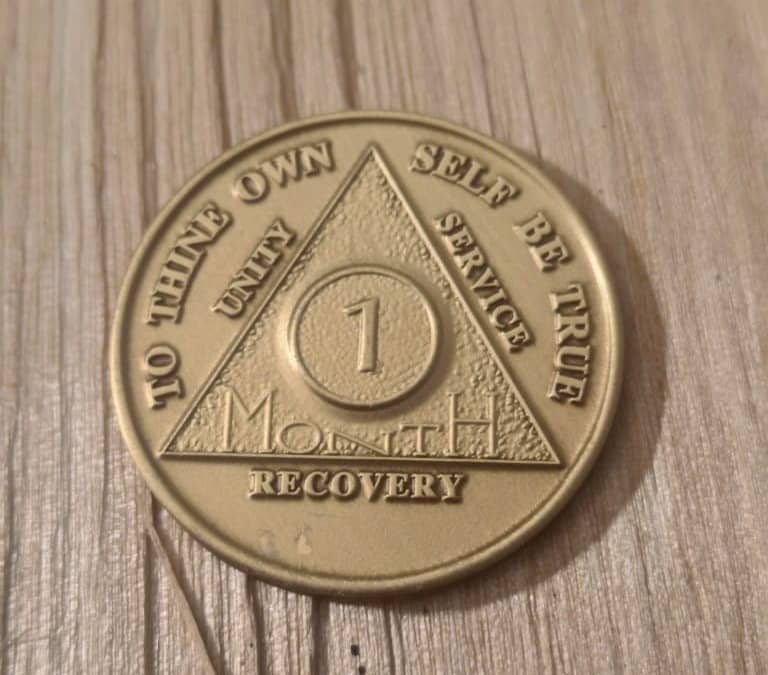 TO THINE OWN SELF BE TRUE
UNITY
SERVICE
1
MONTH
RECOVERY